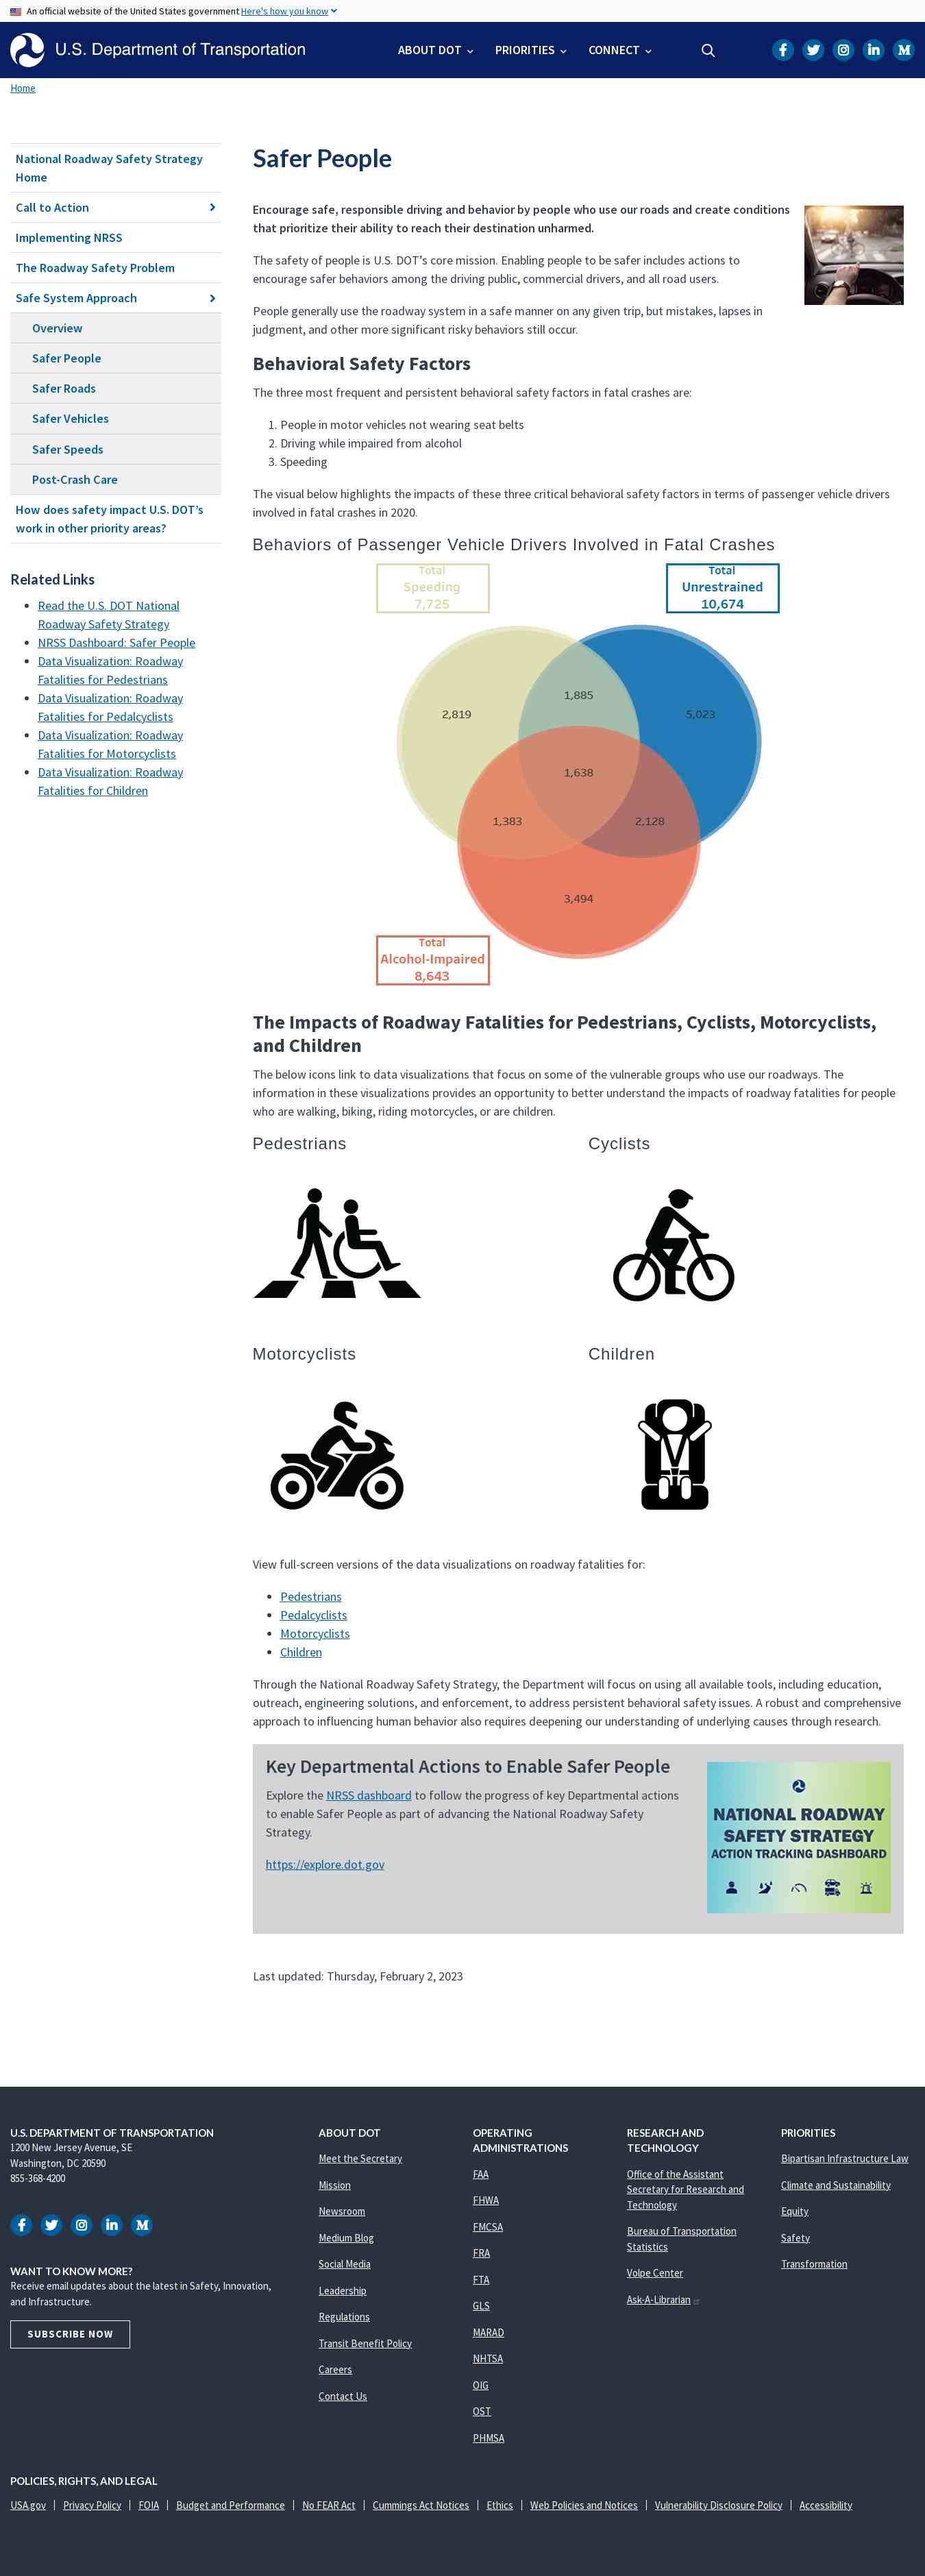 An official website of the United States government Here's how you know
U.S. Department of Transportation
ABOUT DOT
PRIORITIES
CONNECT
Home
National Roadway Safety Strategy
Home
Call to Action
Implementing NRSS
The Roadway Safety Problem
Safe System Approach
Overview
Safer People
Safer Roads
Safer Vehicles
Safer Speeds
Post-Crash Care
How does safety impact U.S. DOT’s
work in other priority areas?
Related Links
• Read the U.S. DOT National
Roadway Safety Strategy
• NRSS Dashboard: Safer People
• Data Visualization: Roadway
Fatalities for Pedestrians
• Data Visualization: Roadway
Fatalities for Pedalcyclists
• Data Visualization: Roadway
Fatalities for Motorcyclists
• Data Visualization: Roadway
Fatalities for Children
Safer People
Encourage safe, responsible driving and behavior by people who use our roads and create conditions
that prioritize their ability to reach their destination unharmed.
The safety of people is U.S. DOT’s core mission. Enabling people to be safer includes actions to
encourage safer behaviors among the driving public, commercial drivers, and all road users.
People generally use the roadway system in a safe manner on any given trip, but mistakes, lapses in
judgment, and other more significant risky behaviors still occur.
Behavioral Safety Factors
The three most frequent and persistent behavioral safety factors in fatal crashes are:
1. People in motor vehicles not wearing seat belts
2. Driving while impaired from alcohol
3. Speeding
The visual below highlights the impacts of these three critical behavioral safety factors in terms of passenger vehicle drivers
involved in fatal crashes in 2020.
Behaviors of Passenger Vehicle Drivers Involved in Fatal Crashes
Total
Speeding
7,725
Total
Unrestrained
10,674
1,885
2,819
5,023
1,638
1,383
2,128
3,494
Total
Alcohol-Impaired
8,643
The Impacts of Roadway Fatalities for Pedestrians, Cyclists, Motorcyclists,
and Children
The below icons link to data visualizations that focus on some of the vulnerable groups who use our roadways. The
information in these visualizations provides an opportunity to better understand the impacts of roadway fatalities for people
who are walking, biking, riding motorcycles, or are children.
Pedestrians
Cyclists
Motorcyclists
Children
View full-screen versions of the data visualizations on roadway fatalities for:
• Pedestrians
• Pedalcyclists
• Motorcyclists
• Children
Through the National Roadway Safety Strategy, the Department will focus on using all available tools, including education,
outreach, engineering solutions, and enforcement, to address persistent behavioral safety issues. A robust and comprehensive
approach to influencing human behavior also requires deepening our understanding of underlying causes through research.
Key Departmental Actions to Enable Safer People
Explore the NRSS dashboard to follow the progress of key Departmental actions
to enable Safer People as part of advancing the National Roadway Safety
Strategy.
https://explore.dot.gov
NATIONAL ROADWAY
SAFETY STRATEGY
ACTION TRACKING DASHBOARD
Last updated: Thursday, February 2, 2023
U.S. DEPARTMENT OF TRANSPORTATION
1200 New Jersey Avenue, SE
Washington, DC 20590
855-368-4200
WANT TO KNOW MORE?
Receive email updates about the latest in Safety, Innovation,
and Infrastructure.
SUBSCRIBE NOW
ABOUT DOT
Meet the Secretary
Mission
Newsroom
Medium Blog
Social Media
Leadership
Regulations
Transit Benefit Policy
Careers
Contact Us
OPERATING
ADMINISTRATIONS
FAA
FHWA
FMCSA
FRA
FTA
GLS
MARAD
NHTSA
OIG
OST
PHMSA
RESEARCH AND
TECHNOLOGY
Office of the Assistant
Secretary for Research and
Technology
Bureau of Transportation
Statistics
Volpe Center
Ask-A-Librarian
PRIORITIES
Bipartisan Infrastructure Law
Climate and Sustainability
Equity
Safety
Transformation
POLICIES, RIGHTS, AND LEGAL
USA.gov | Privacy Policy | FOIA | Budget and Performance | No FEAR Act | Cummings Act Notices | Ethics | Web Policies and Notices | Vulnerability Disclosure Policy | Accessibility